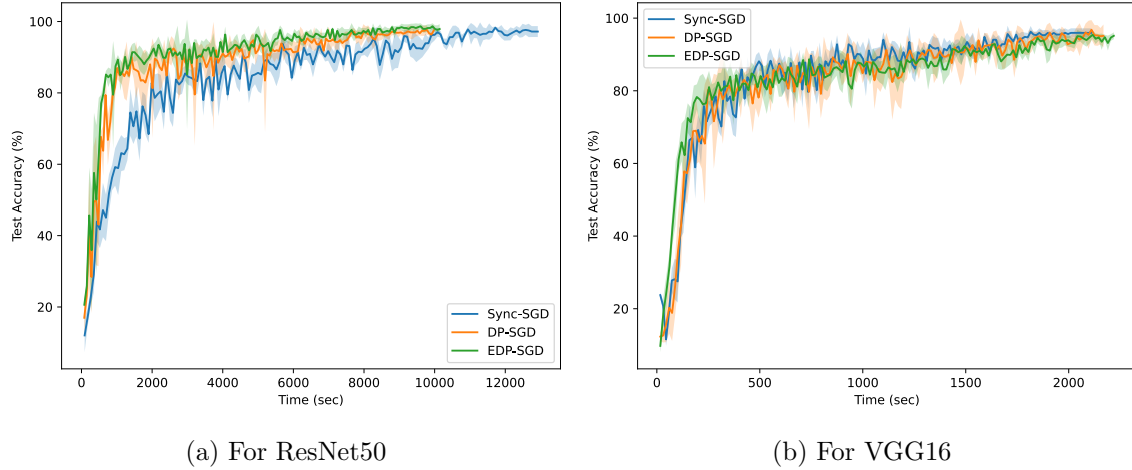 100
80
60
40
20
Test Accuracy (%)
0
2000
4000
6000
8000
10000
12000
Time (sec)
Sync-SGD
DP-SGD
EDP-SGD
(a) For ResNet50
100
80
60
40
20
Test Accuracy (%)
0
500
1000
1500
2000
Time (sec)
Sync-SGD
DP-SGD
EDP-SGD
(b) For VGG16